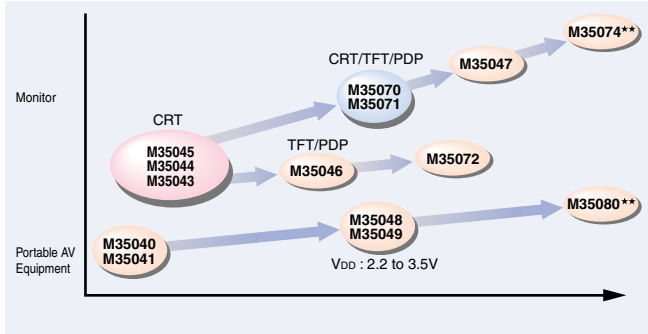 M35074★★
CRT/TFT/PDP
M35047
M35070
M35071
Monitor
CRT
M35045
M35044
M35043
TFT/PDP
M35046
M35072
M35080★★
M35048
M35049
M35040
M35041
Portable AV
Equipment
VDD : 2.2 to 3.5V